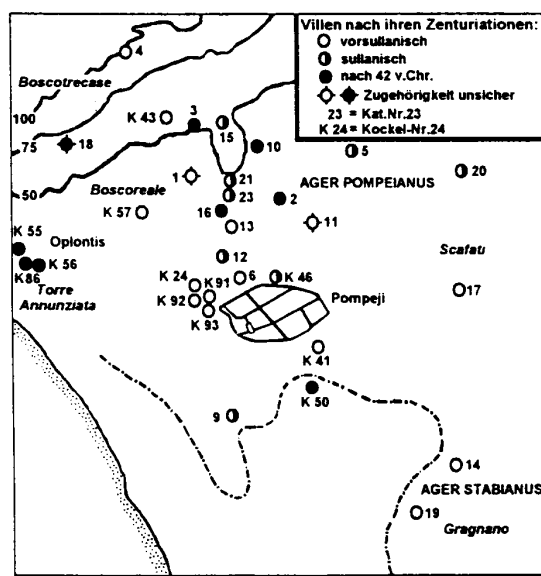 Villen nach ihren Zenturiationen:
vorsullanisch
sullanisch
nach 42 v.Chr.
Zugehörigkeit unsicher
23 = Kat.Nr.23
K 24 = Kockel-Nr.24
4
Boscotrecase
100
K 43
3
15
75
18
10
5
50
1
21
AGER POMPEIANUS
20
Boscoreale
23
2
K 57
16
13
11
K 55
Oplontis
12
Scafati
K 56
K86
K 24
K 91
6
K 46
17
Torre
Annunziata
K 92
Pompeji
K 93
K 41
K 50
9
14
AGER STABIANUS
19
Gragnano